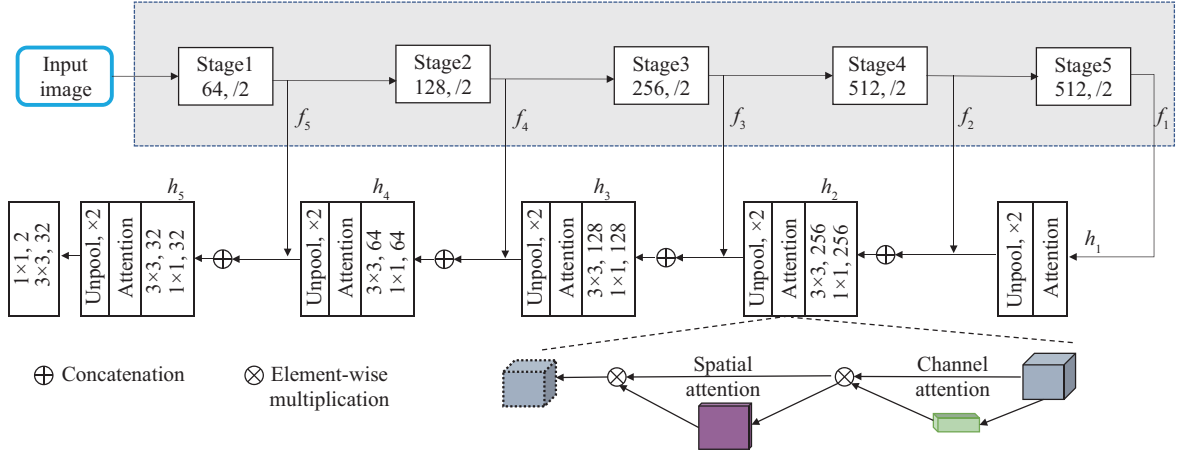 Input
image
Stage1
64, /2
Stage2
128, /2
Stage3
256, /2
Stage4
512, /2
Stage5
512, /2
f5
f4
f3
f2
f1
h5
h4
h3
h2
h1
1×1, 2
3×3, 32
Unpool, ×2
Attention
3×3, 32
1×1, 32
Unpool, ×2
Attention
3×3, 64
1×1, 64
Unpool, ×2
Attention
3×3, 128
1×1, 128
Unpool, ×2
Attention
3×3, 256
1×1, 256
Unpool, ×2
Attention
Concatenation
Element-wise
multiplication
Spatial
attention
Channel
attention